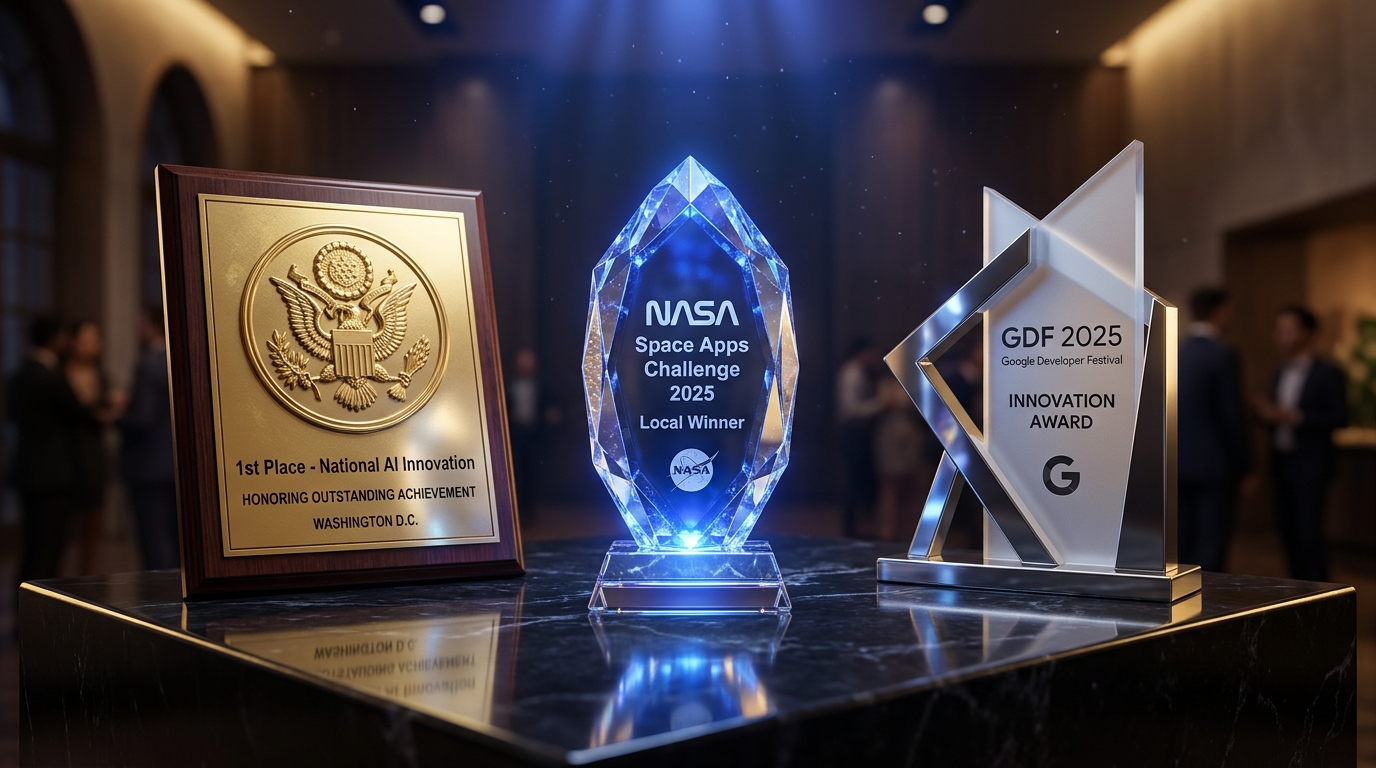 1st Place - National AI Innovation
HONORING OUTSTANDING ACHIEVEMENT
WASHINGTON D.C.
NASA
Space Apps
Challenge
2025
Local Winner
NASA
GDF 2025
Google Developer Festival
INNOVATION
AWARD
G